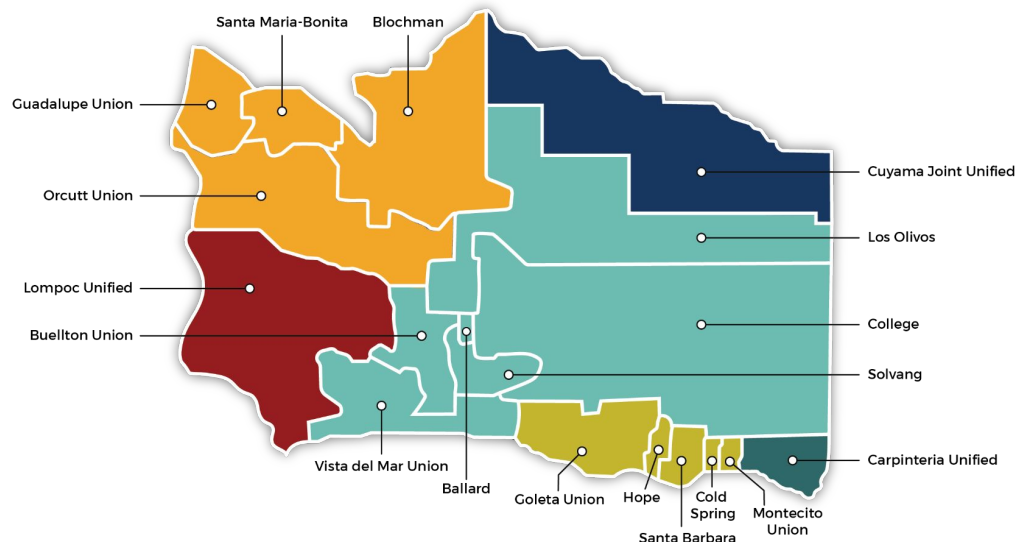 Santa Maria-Bonita
Blochman
Guadalupe Union
Cuyama Joint Unified
Orcutt Union
Los Olivos
Lompoc Unified
College
Buellton Union
Solvang
Vista del Mar Union
Carpinteria Unified
Ballard
Goleta Union
Hope
Cold
Spring
Montecito
Union
Santa Barbara